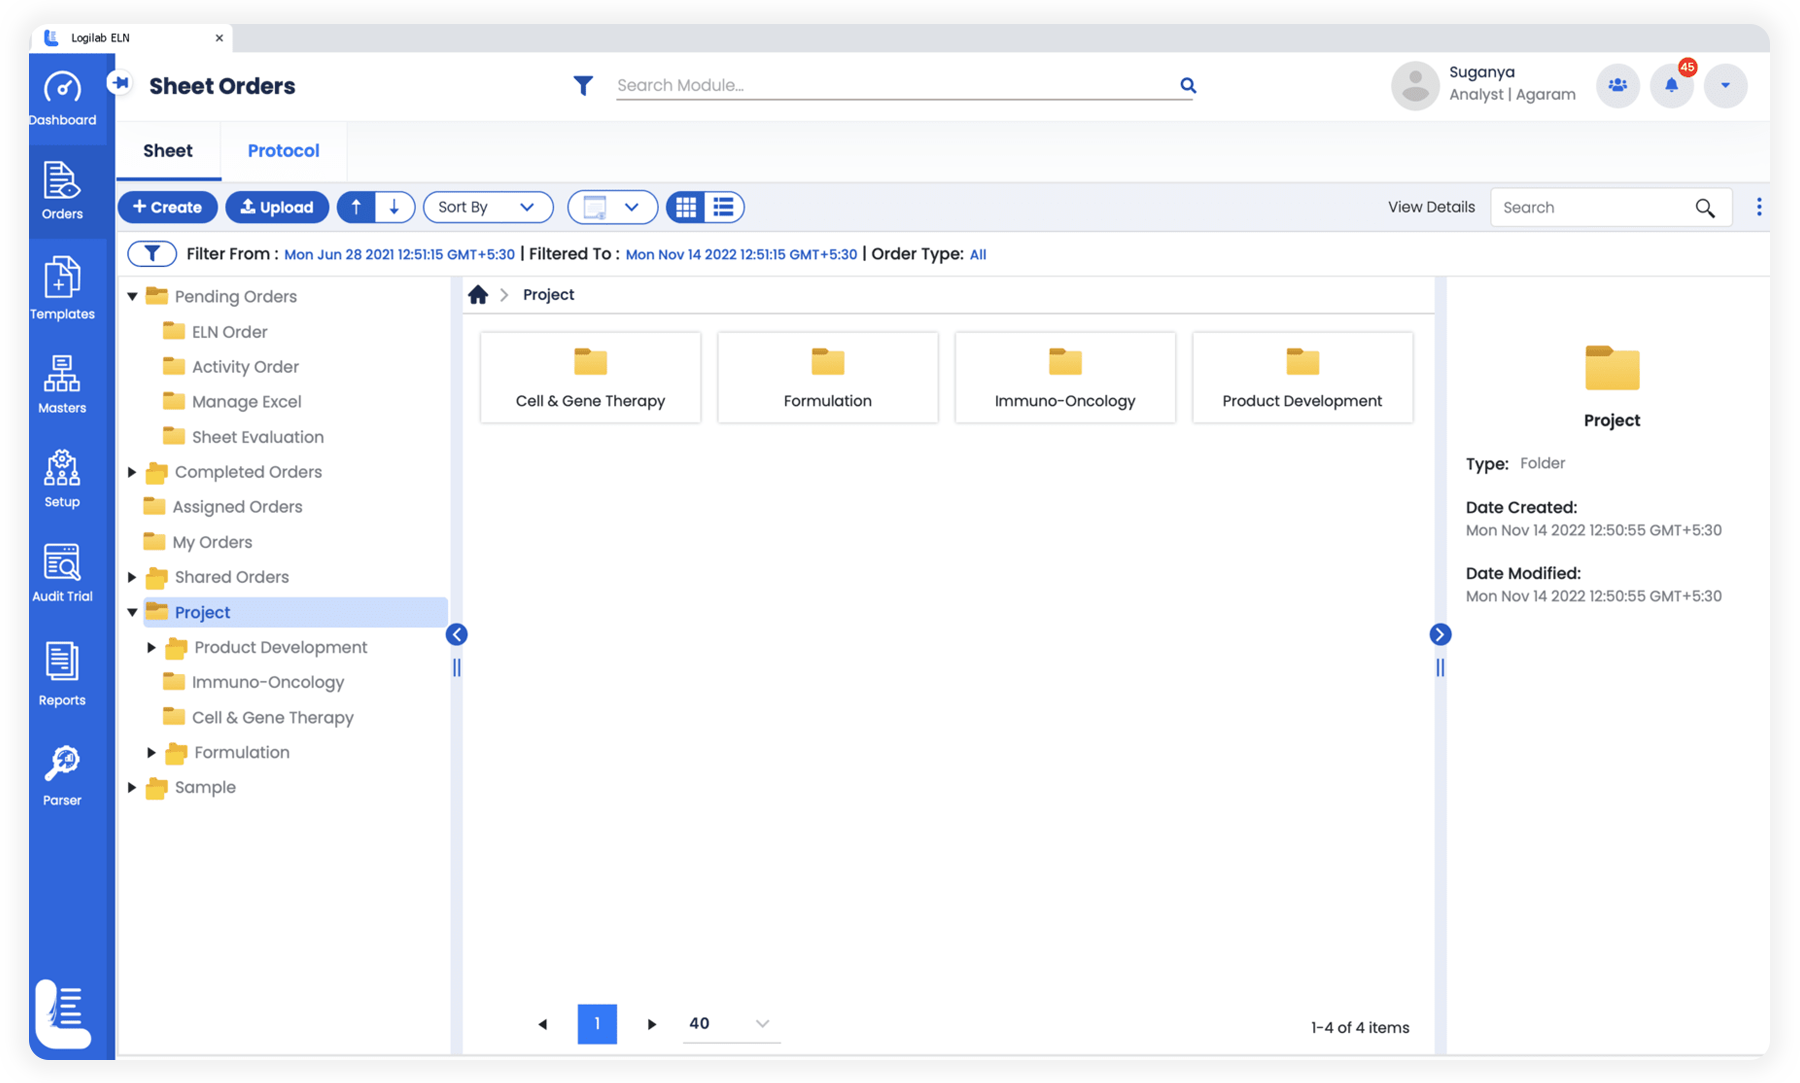 Logilab ELN
Sheet Orders
Search Module...
Suganya
Analyst | Agaram
45
Dashboard
Orders
Templates
Masters
Setup
Audit Trial
Reports
Parser
Sheet
Protocol
Create
Upload
Sort By
View Details
Search
Filter From : Mon Jun 28 2021 12:51:15 GMT+5:30 | Filtered To : Mon Nov 14 2022 12:51:15 GMT+5:30 | Order Type: All
Pending Orders
ELN Order
Activity Order
Manage Excel
Sheet Evaluation
Completed Orders
Assigned Orders
My Orders
Shared Orders
Project
Product Development
Immuno-Oncology
Cell & Gene Therapy
Formulation
Sample
Project
Cell & Gene Therapy
Formulation
Immuno-Oncology
Product Development
1
40
1-4 of 4 items
Project
Type: Folder
Date Created:
Mon Nov 14 2022 12:50:55 GMT+5:30
Date Modified:
Mon Nov 14 2022 12:50:55 GMT+5:30